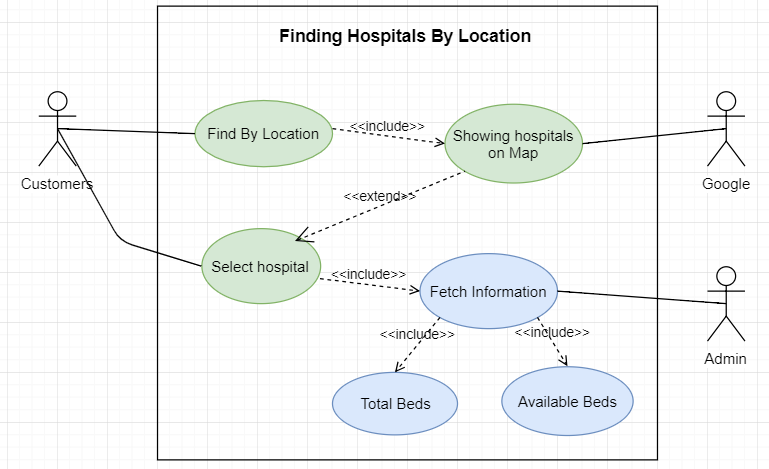 Finding Hospitals By Location
Find By Location
<<include>>
Showing hospitals
on Map
Customers
Google
<<extend>>
Select hospital
<<include>>
Fetch Information
<<include>>
<<include>>
Admin
Total Beds
Available Beds